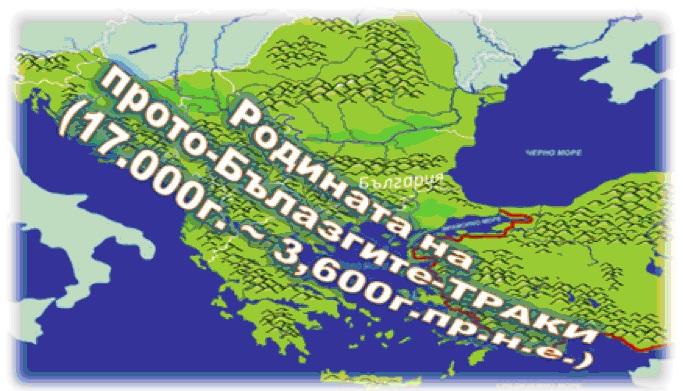 Родината на
прото-Бълазгите-ТРАКИ
(17.000г. ~ 3,600г.пр.н.е.)
България
ЧЕРНО МОРЕ